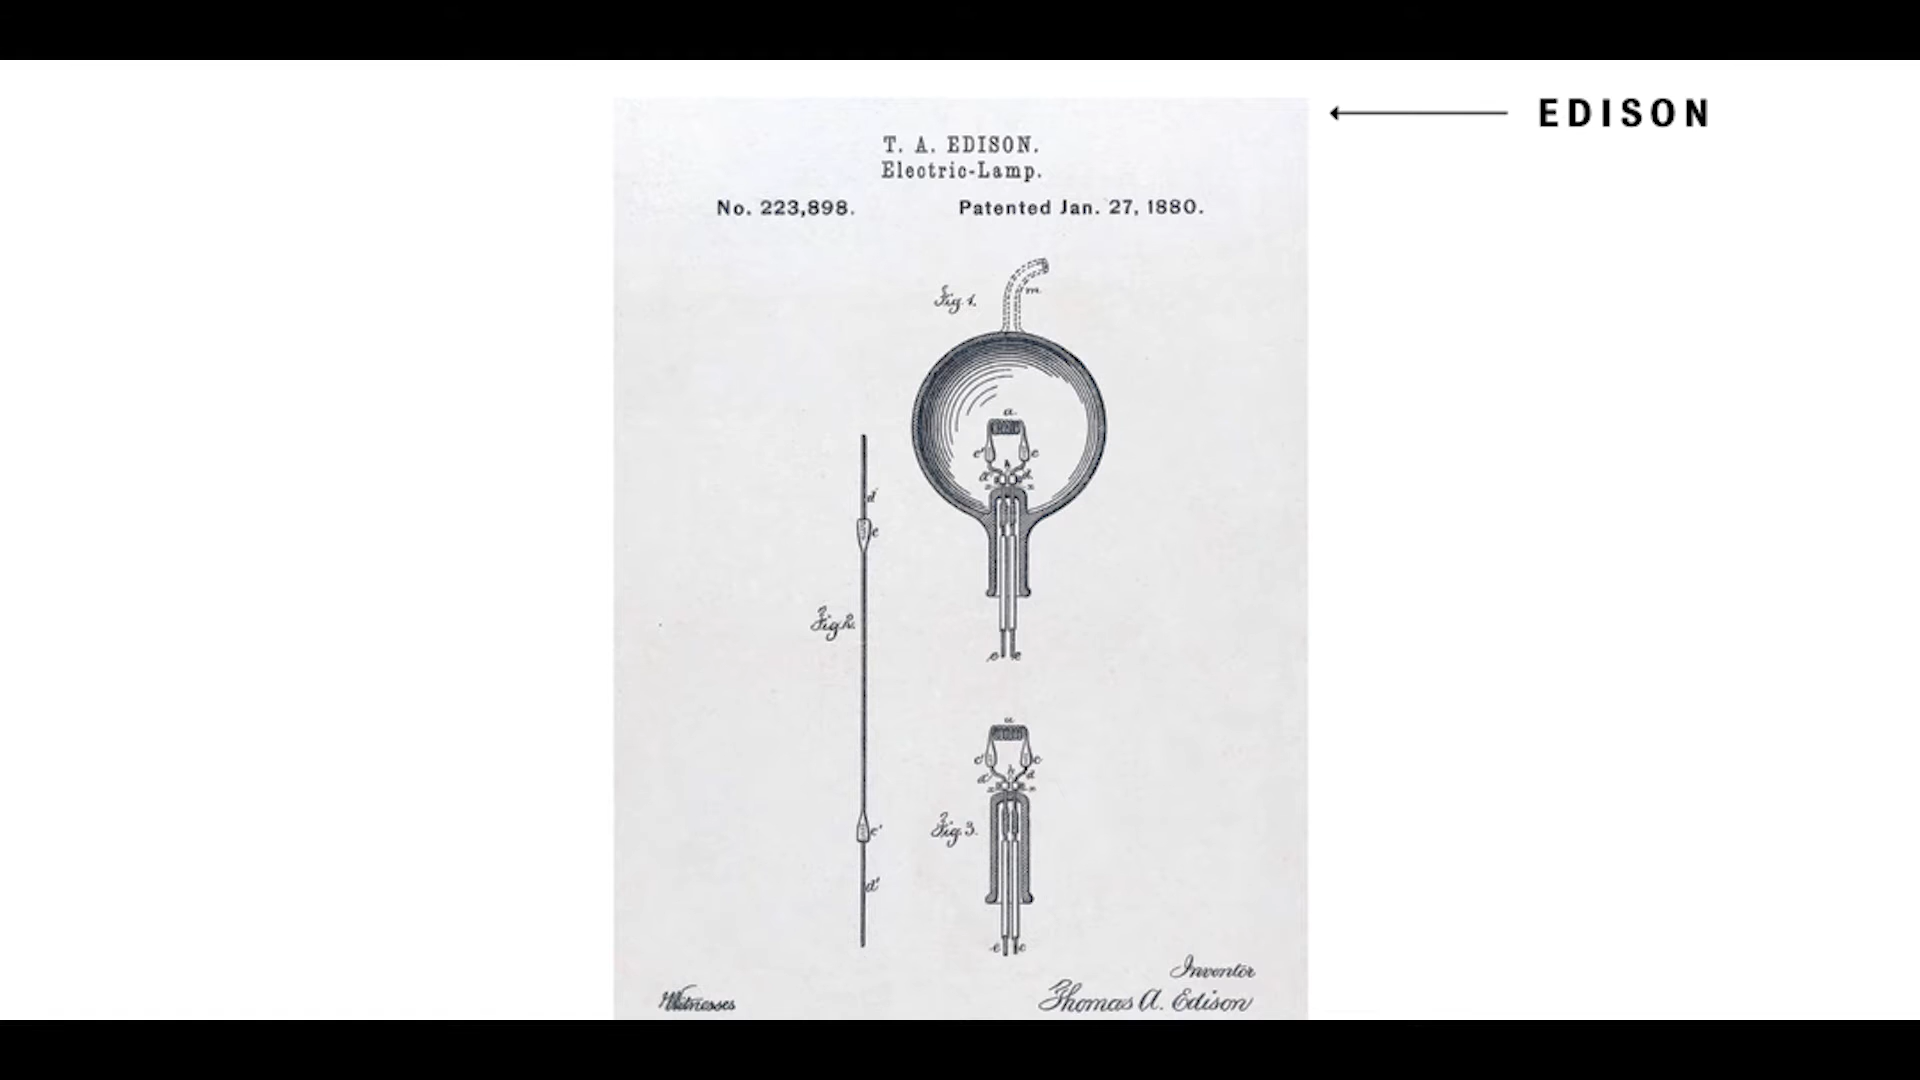 EDISON
T. A. EDISON.
Electric-Lamp.
No. 223,898. Patented Jan. 27, 1880.
Fig. 1.
m
a
c' c
h
d' d
x x
d
c
e e
Fig. 2.
a
c' c
h
d' d
x x
c'
Fig. 3.
d'
e e
Inventor
Witnesses
Thomas A. Edison